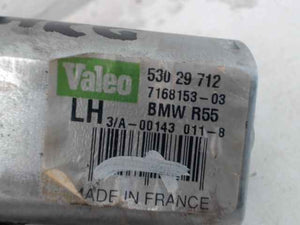 Valeo 530 29 712
7168153-03
LH BMW R55
3/A-00143 011-8
MADE IN FRANCE